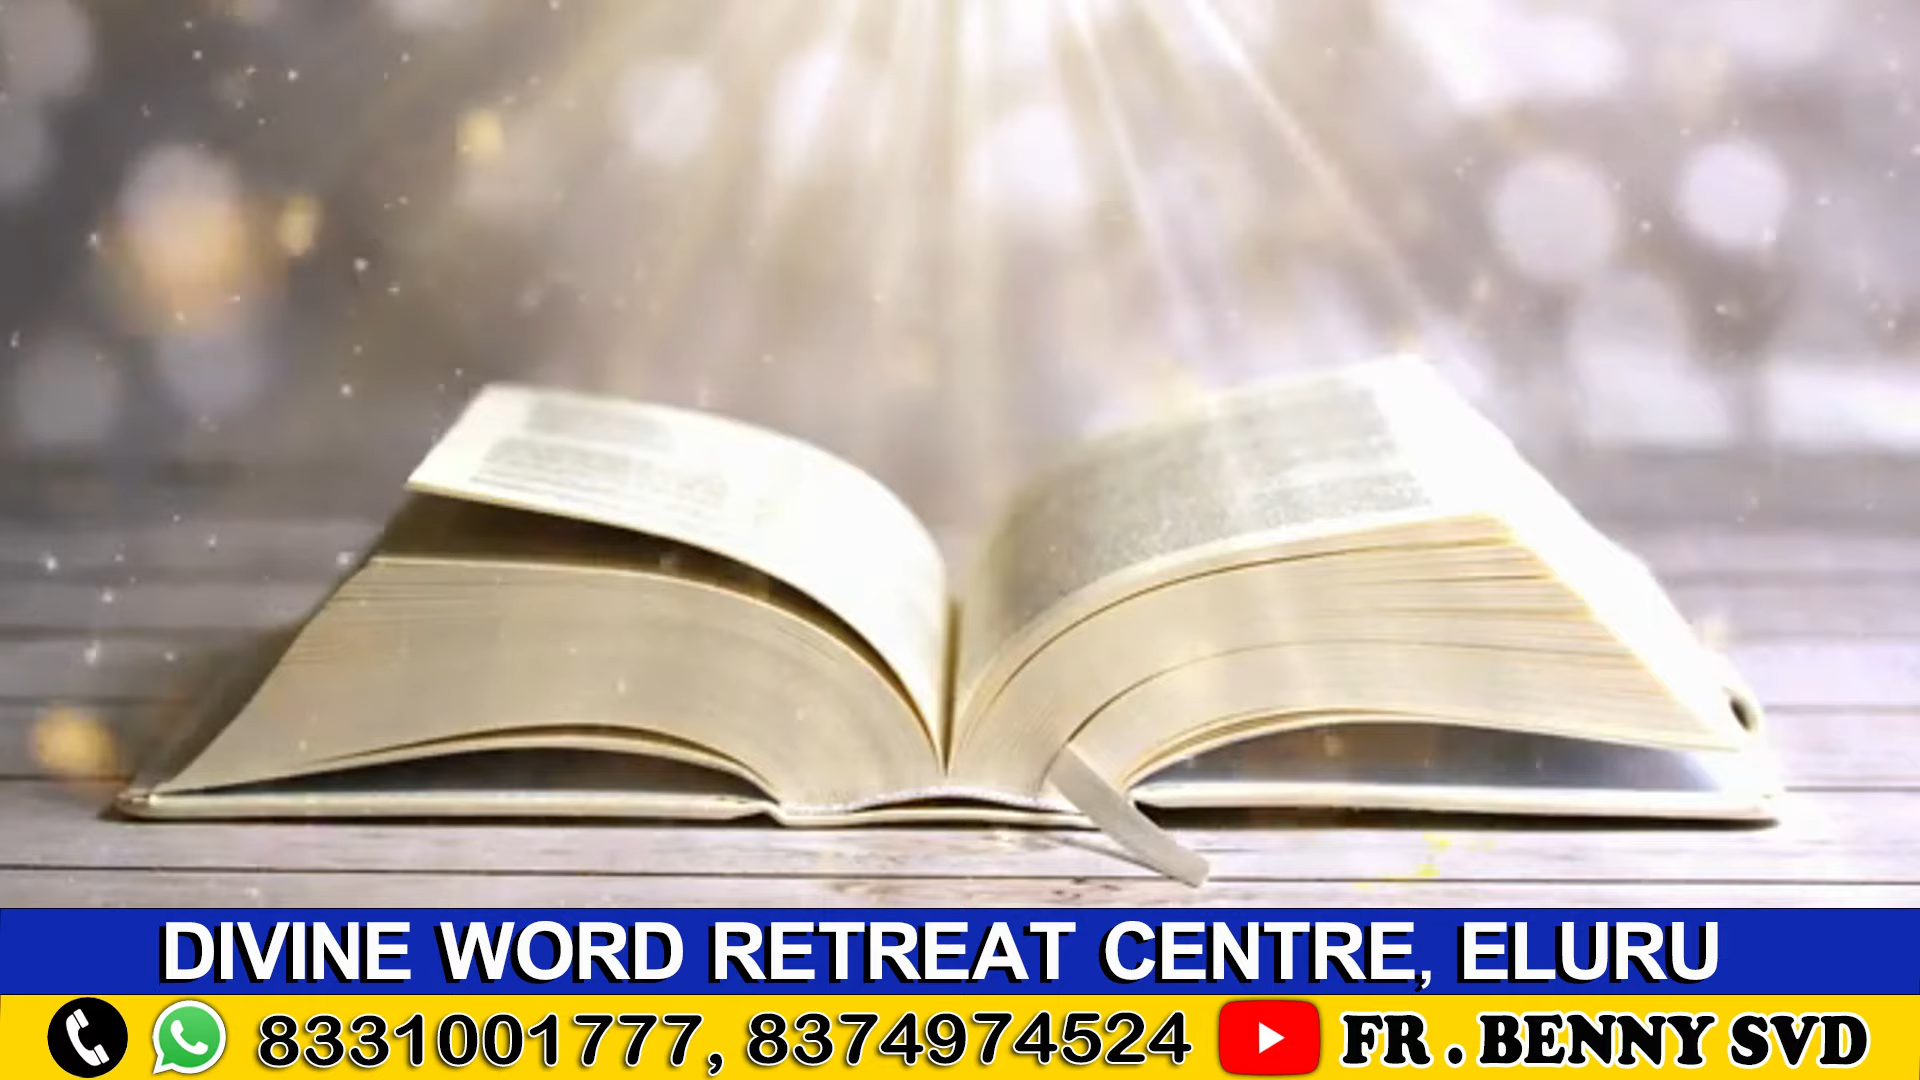 DIVINE WORD RETREAT CENTRE, ELURU
8331001777, 8374974524 FR . BENNY SVD